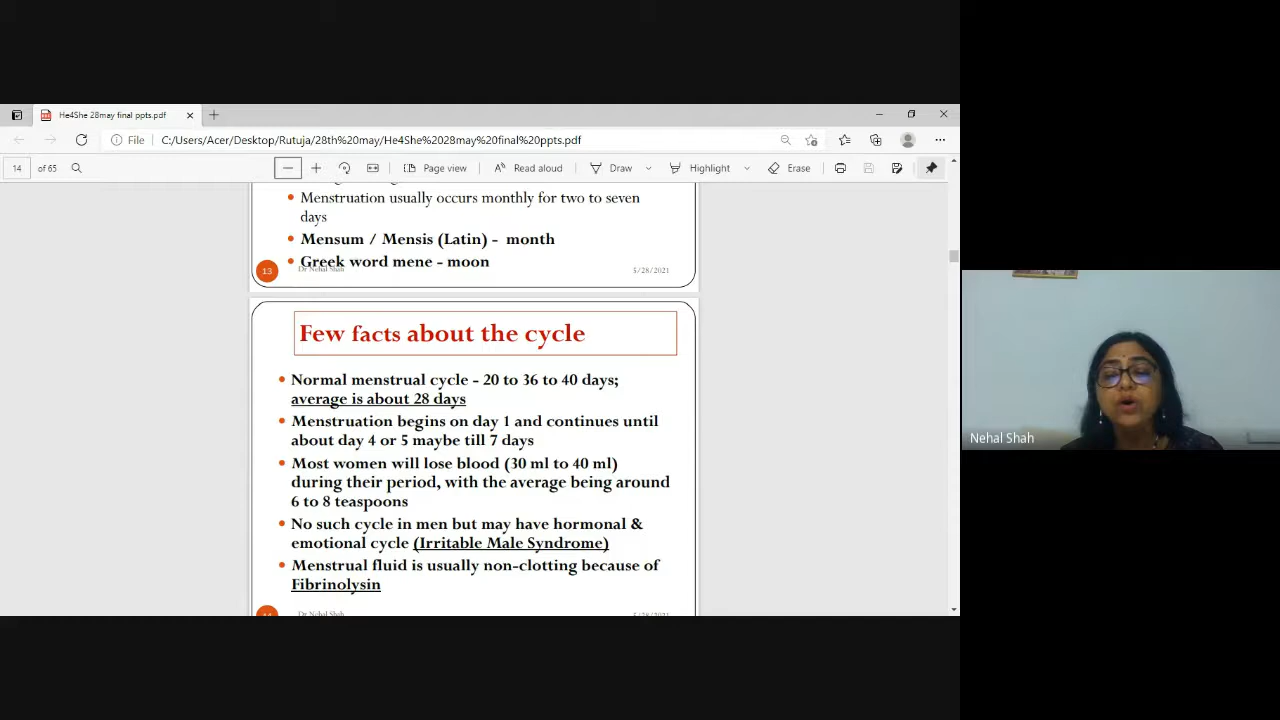 He4She 28may final ppts.pdf
File
C:/Users/Acer/Desktop/Rutuja/28th%20may/He4She%2028may%20final%20ppts.pdf
14 of 65
Page view
Read aloud
Draw
Highlight
Erase
• Menstruation usually occurs monthly for two to seven
days
• Mensum / Mensis (Latin) - month
• Greek word mene - moon
13
Dr Nehal Shah
5/28/2021
Few facts about the cycle
• Normal menstrual cycle - 20 to 36 to 40 days;
average is about 28 days
• Menstruation begins on day 1 and continues until
about day 4 or 5 maybe till 7 days
• Most women will lose blood (30 ml to 40 ml)
during their period, with the average being around
6 to 8 teaspoons
• No such cycle in men but may have hormonal &
emotional cycle (Irritable Male Syndrome)
• Menstrual fluid is usually non-clotting because of
Fibrinolysin
Nehal Shah